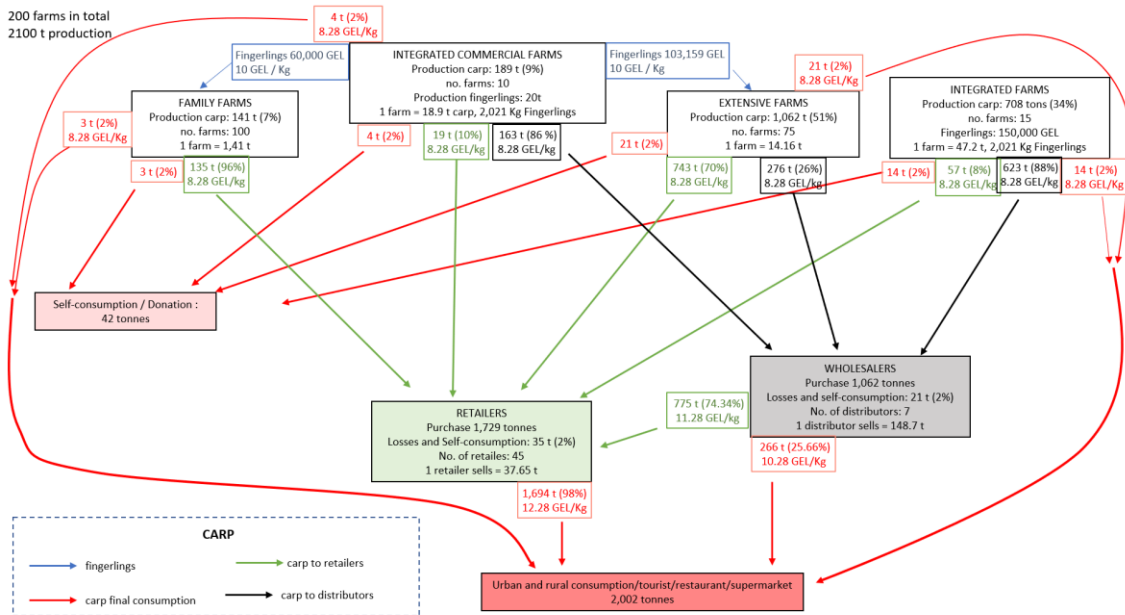 200 farms in total
2100 t production
4 t (2%)
8.28 GEL/Kg
Fingerlings 60,000 GEL
10 GEL / Kg
INTEGRATED COMMERCIAL FARMS
Production carp: 189 t (9%)
no. farms: 10
Production fingerlings: 20t
1 farm = 18.9 t carp, 2,021 Kg Fingerlings
Fingerlings 103,159 GEL
10 GEL / Kg
21 t (2%)
8.28 GEL/Kg
INTEGRATED FARMS
Production carp: 708 tons (34%)
no. farms: 15
Fingerlings: 150,000 GEL
1 farm = 47.2 t, 2,021 Kg Fingerlings
3 t (2%)
8.28 GEL/Kg
FAMILY FARMS
Production carp: 141 t (7%)
no. farms: 100
1 farm = 1,41 t
EXTENSIVE FARMS
Production carp: 1,062 t (51%)
no. farms: 75
1 farm = 14.16 t
3 t (2%)
135 t (96%)
8.28 GEL/kg
4 t (2%)
19 t (10%)
8.28 GEL/kg
163 t (86 %)
8.28 GEL/Kg
21 t (2%)
743 t (70%)
8.28 GEL/kg
276 t (26%)
8.28 GEL/Kg
14 t (2%)
57 t (8%)
8.28 GEL/Kg
623 t (88%)
8.28 GEL/Kg
14 t (2%)
8.28 GEL/Kg
Self-consumption / Donation :
42 tonnes
WHOLESALERS
Purchase 1,062 tonnes
Losses and self-consumption: 21 t (2%)
No. of distributors: 7
1 distributor sells = 148.7 t
775 t (74.34%)
11.28 GEL/kg
RETAILERS
Purchase 1,729 tonnes
Losses and Self-consumption: 35 t (2%)
No. of retailes: 45
1 retailer sells = 37.65 t
266 t (25.66%)
10.28 GEL/Kg
1,694 t (98%)
12.28 GEL/Kg
CARP
fingerlings
carp to retailers
carp final consumption
carp to distributors
Urban and rural consumption/tourist/restaurant/supermarket
2,002 tonnes